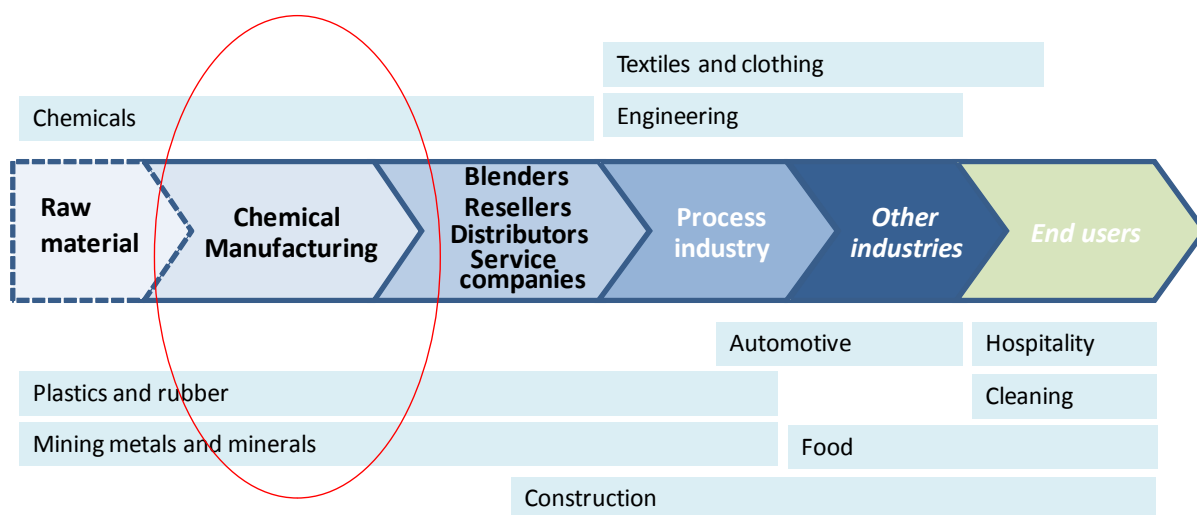 Textiles and clothing
Chemicals
Engineering
Raw
material
Chemical
Manufacturing
Blenders
Resellers
Distributors
Service
companies
Process
industry
Other
industries
End users
Automotive
Hospitality
Plastics and rubber
Cleaning
Mining metals and minerals
Food
Construction